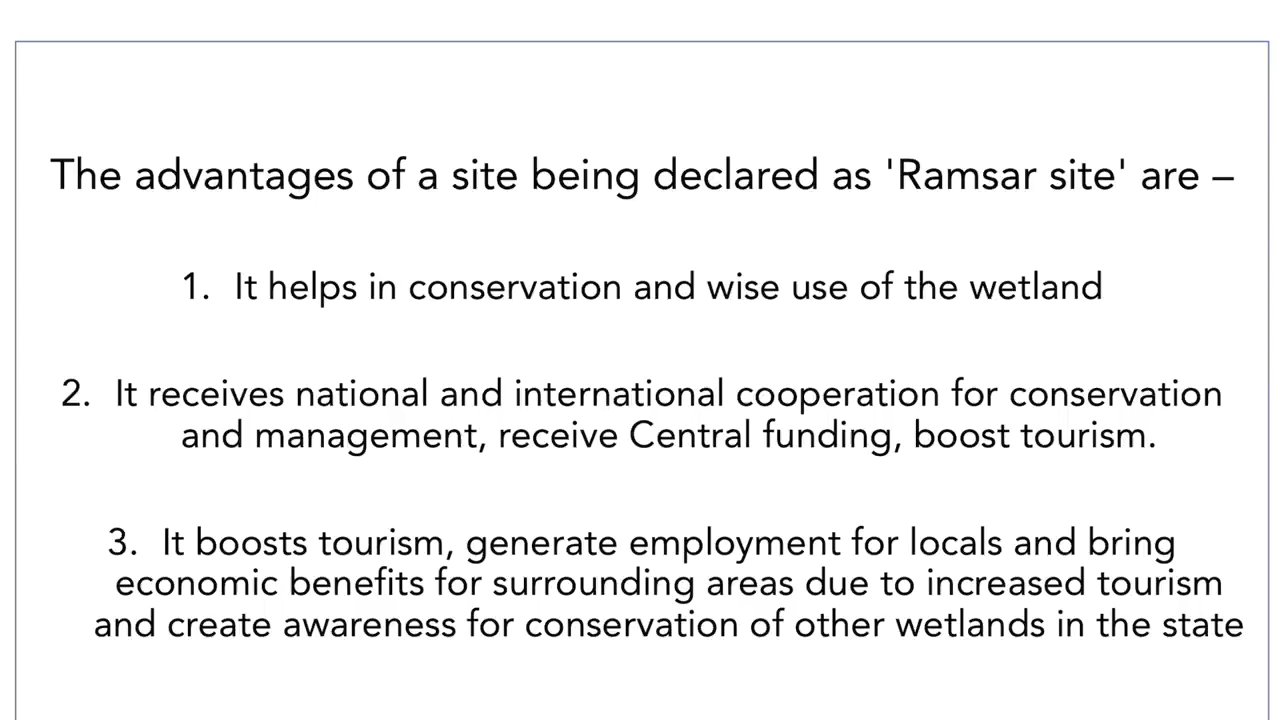 The advantages of a site being declared as 'Ramsar site' are –
1. It helps in conservation and wise use of the wetland
2. It receives national and international cooperation for conservation
and management, receive Central funding, boost tourism.
3. It boosts tourism, generate employment for locals and bring
economic benefits for surrounding areas due to increased tourism
and create awareness for conservation of other wetlands in the state